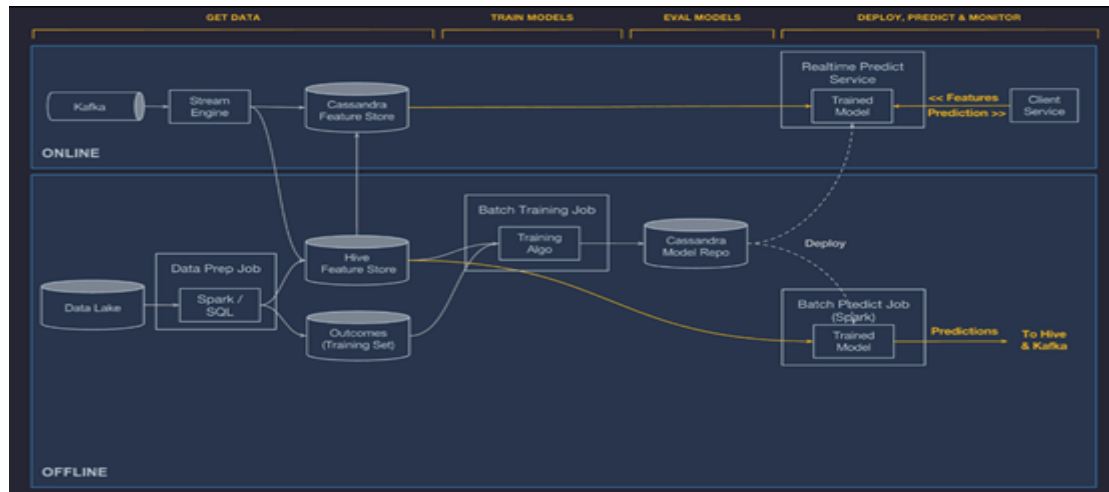 GET DATA
TRAIN MODELS
EVAL MODELS
DEPLOY, PREDICT & MONITOR
Realtime Predict
Service
Kafka
Stream
Engine
Cassandra
Feature Store
Trained
Model
<< Features
Prediction >>
Client
Service
ONLINE
Batch Training Job
Training
Algo
Cassandra
Model Repo
Deploy
Hive
Feature Store
Data Prep Job
Data Lake
Spark /
SQL
Outcomes
(Training Set)
Batch Predict Job
(Spark)
Trained
Model
Predictions
To Hive
& Kafka
OFFLINE